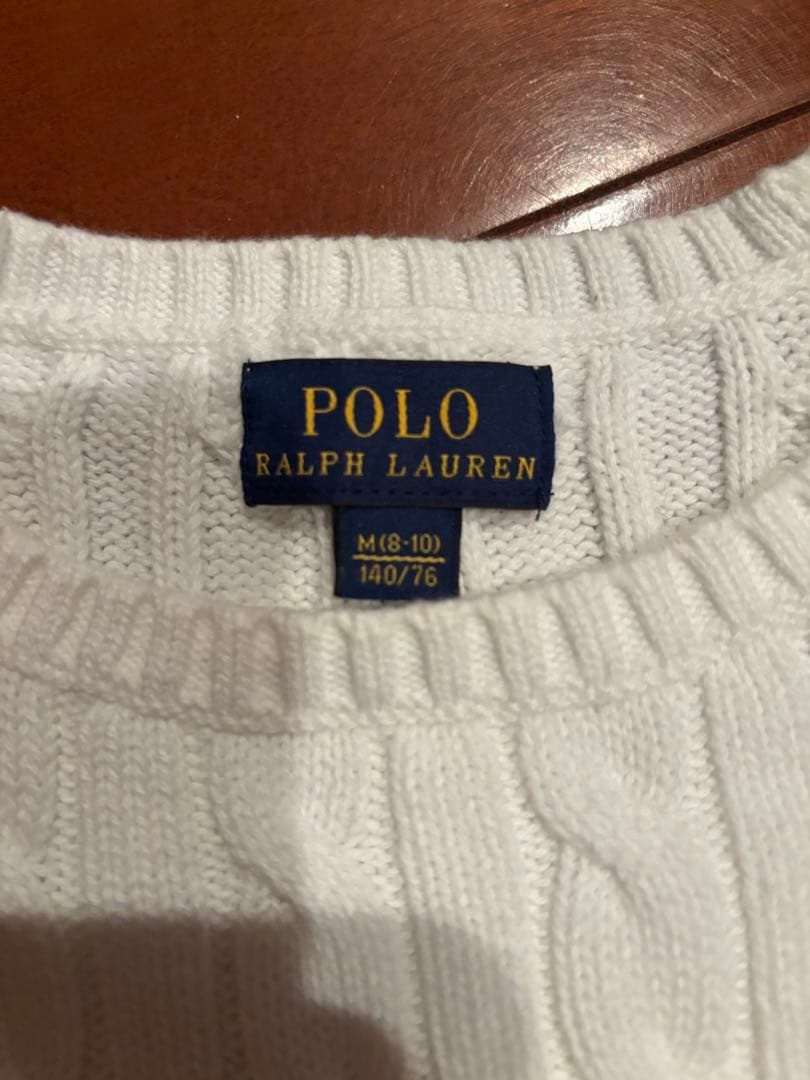 POLO
RALPH LAUREN
M(8-10)
140/76